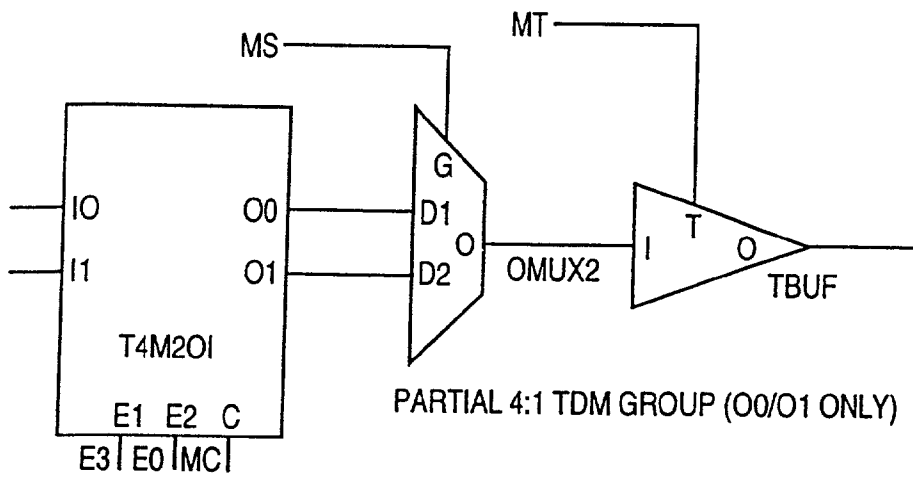 MS
MT
G
IO
O0
D1
T
I1
O1
D2
O
I
O
OMUX2
TBUF
T4M2OI
PARTIAL 4:1 TDM GROUP (O0/O1 ONLY)
E1 E2 C
E3 E0 MC